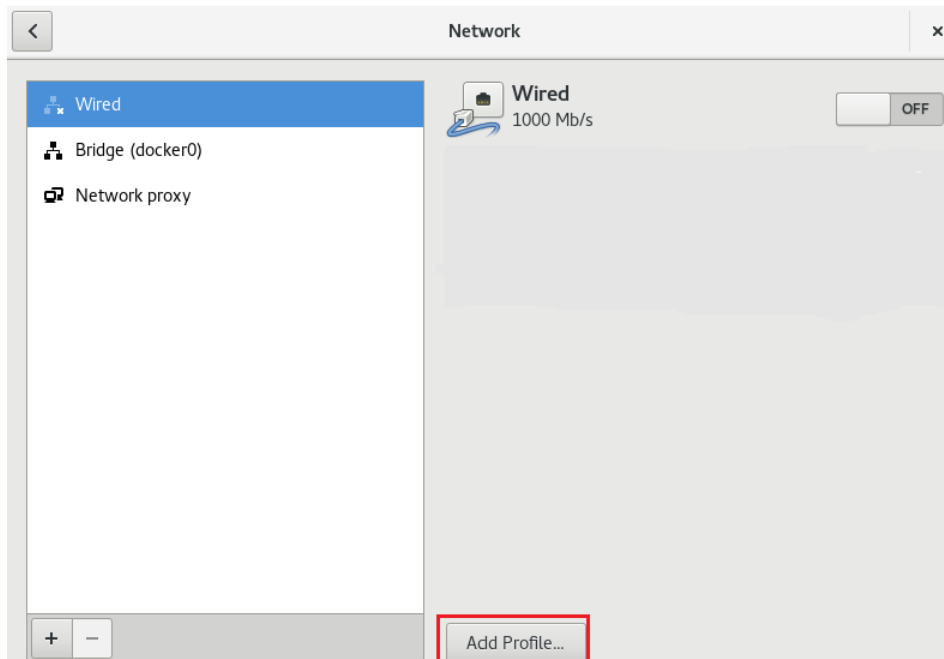 Network
Wired
Bridge (docker0)
Network proxy
Wired
1000 Mb/s
OFF
Add Profile...